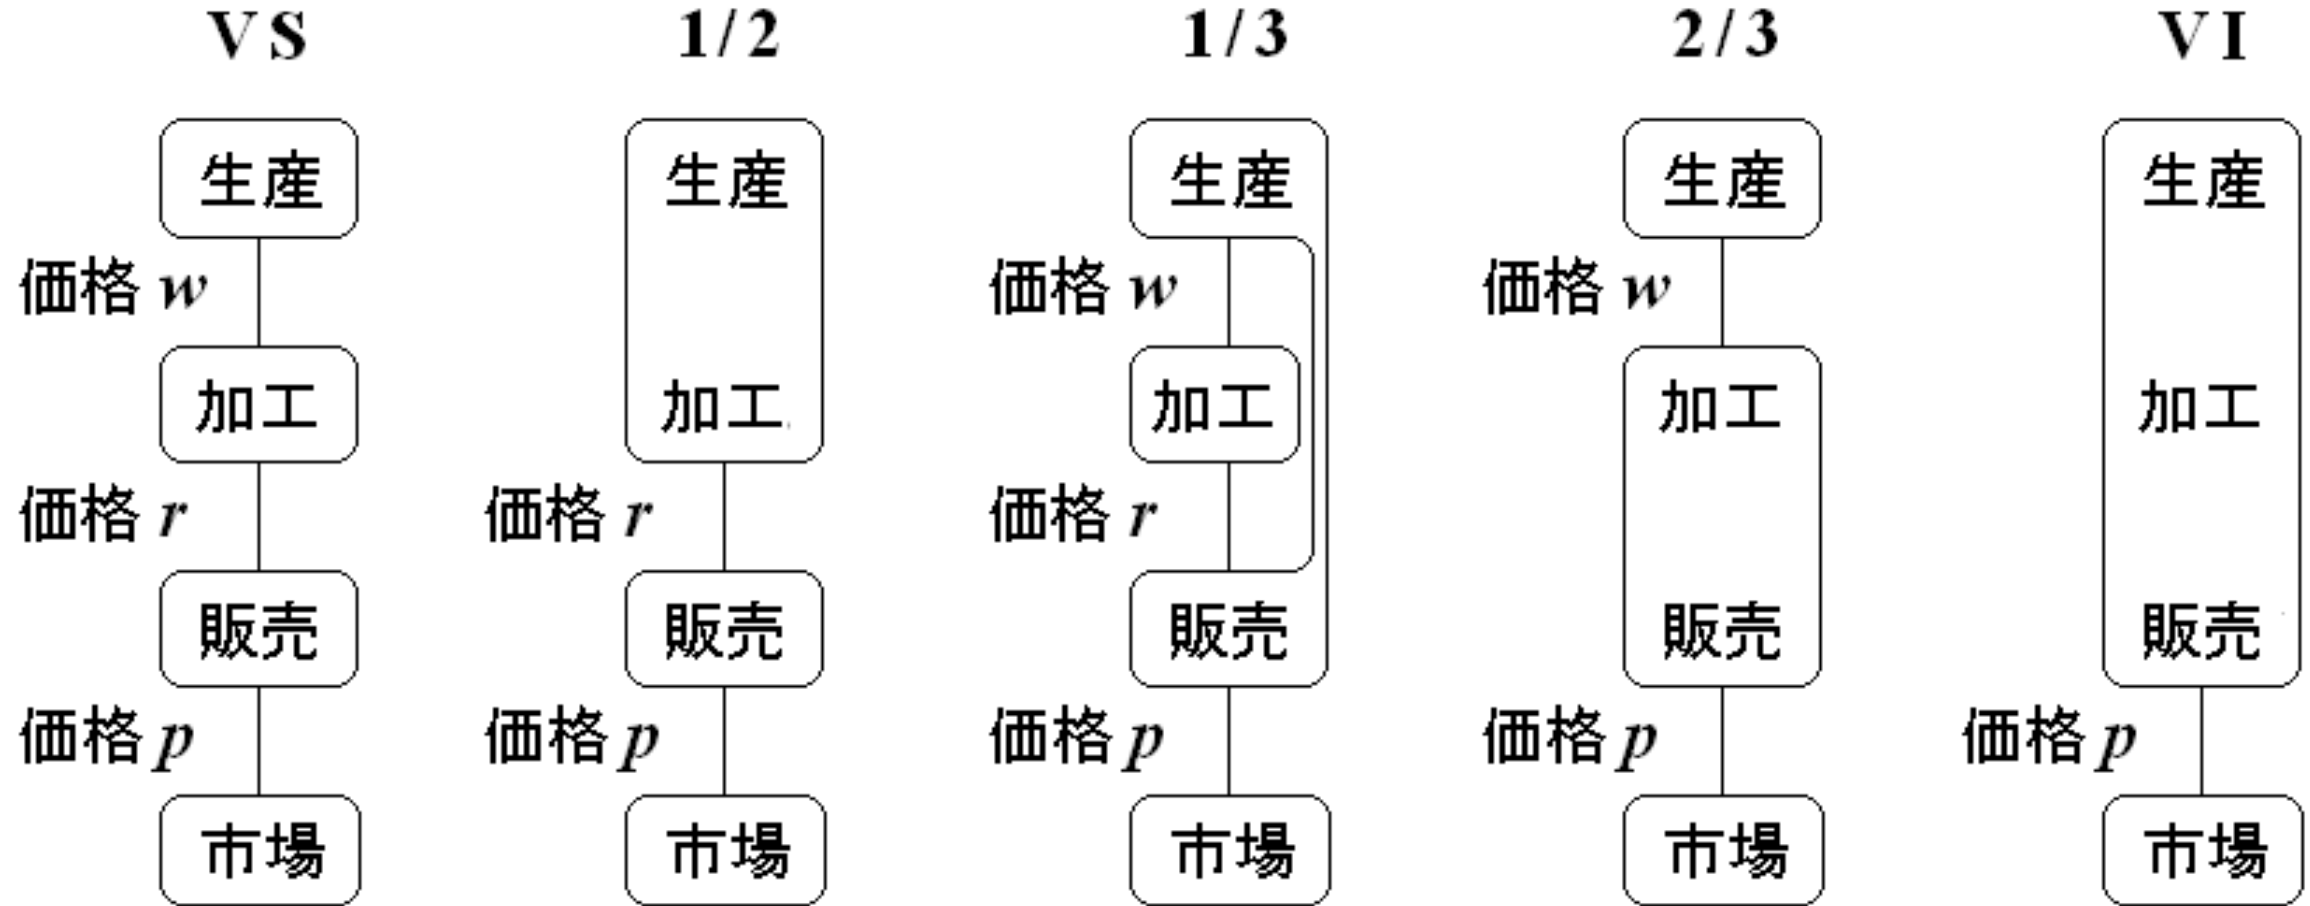 VS
1/2
1/3
2/3
VI
生産
生産
生産
生産
生産
価格 w
価格 w
価格 w
加工
加工
加工
加工
加工
価格 r
価格 r
価格 r
販売
販売
販売
販売
販売
価格 p
価格 p
価格 p
価格 p
価格 p
市場
市場
市場
市場
市場